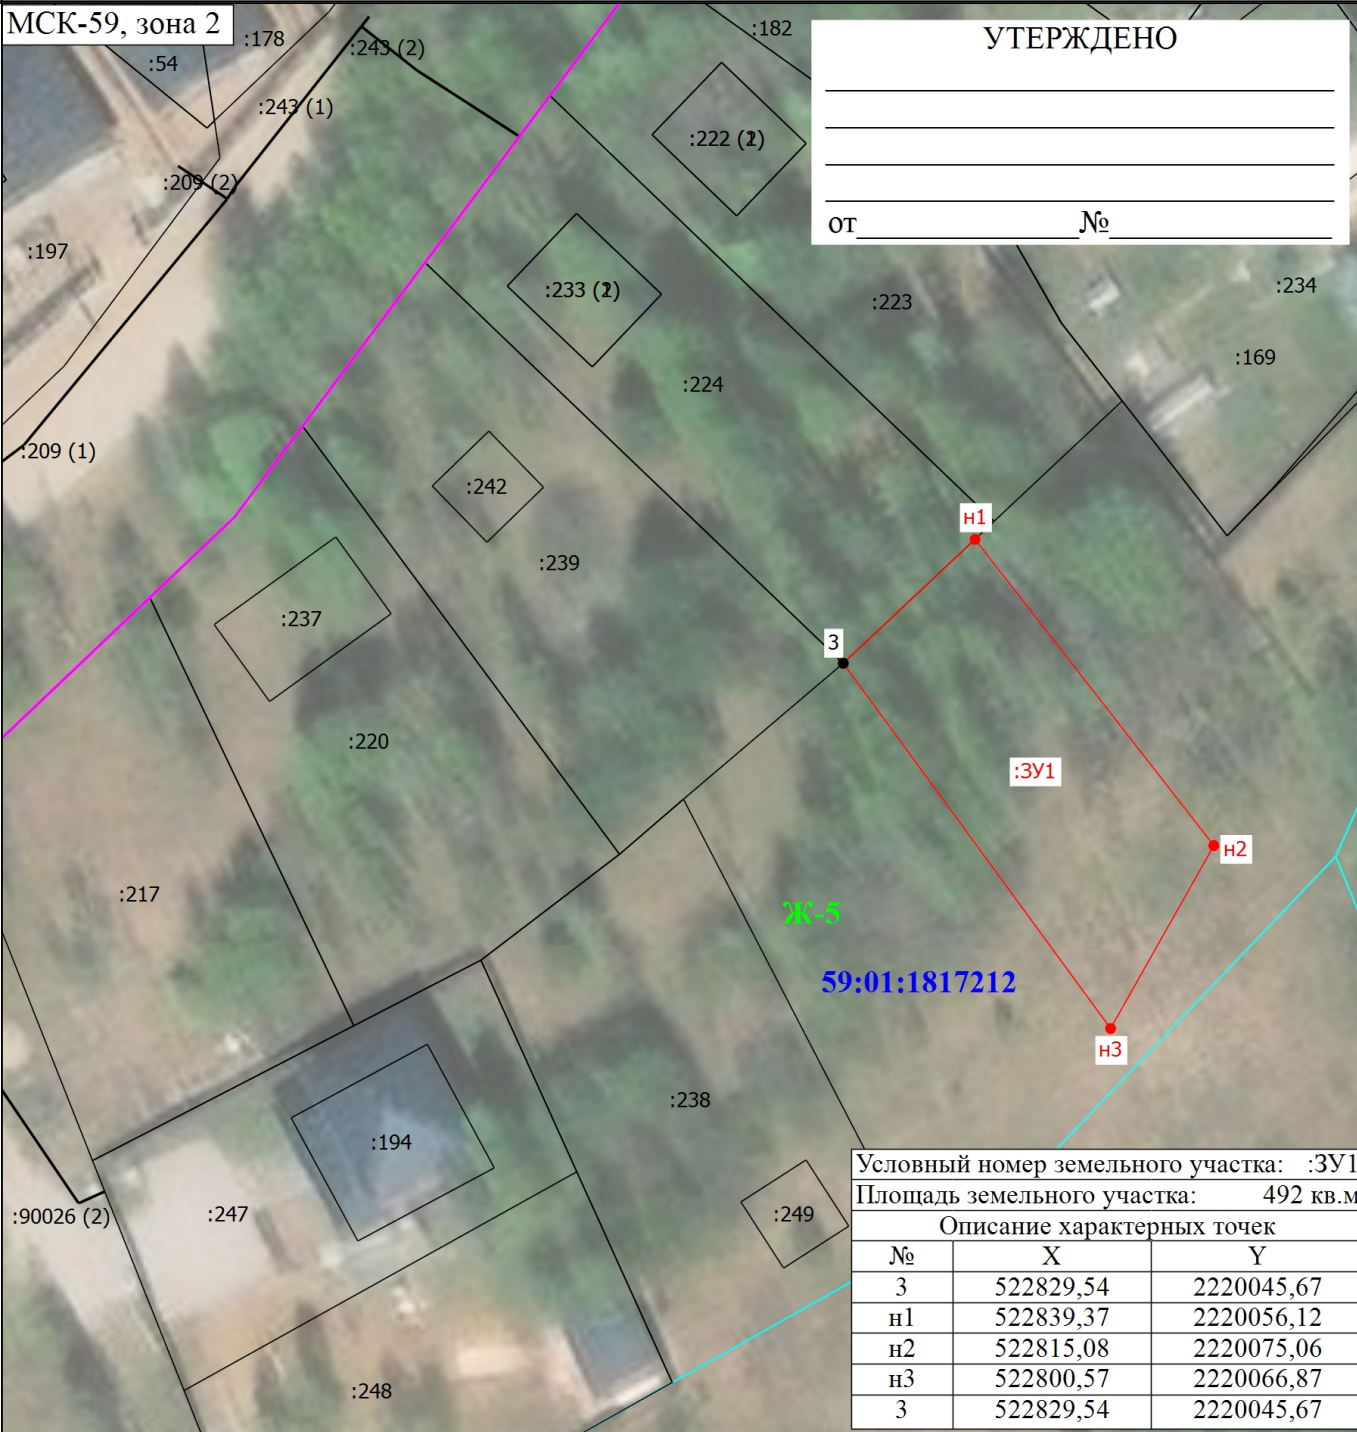 МСК-59, зона 2
УТЕРЖДЕНО
от №
:178
:54
:243 (2)
:243 (1)
:182
:222
:209 (2)
:197
:233
:223
:234
:169
:224
:209 (1)
:242
н1
:239
:237
3
:220
:ЗУ1
н2
:217
Ж-5
59:01:1817212
н3
:238
:194
:90026 (2)
:247
:249
:248
Условный номер земельного участка: :ЗУ1
Площадь земельного участка: 492 кв.м
Описание характерных точек
№ X Y
3 522829,54 2220045,67
н1 522839,37 2220056,12
н2 522815,08 2220075,06
н3 522800,57 2220066,87
3 522829,54 2220045,67